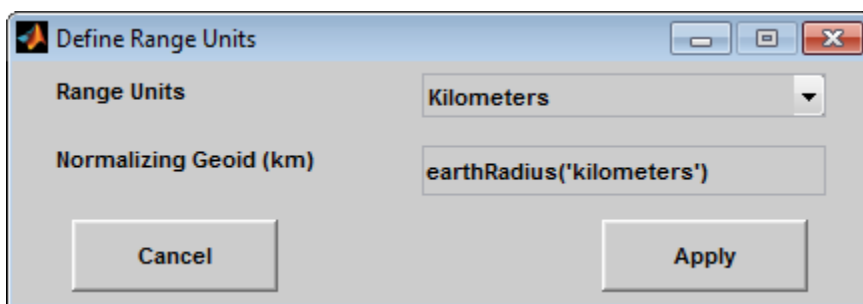 Define Range Units
Range Units
Kilometers
Normalizing Geoid (km)
earthRadius('kilometers')
Cancel
Apply